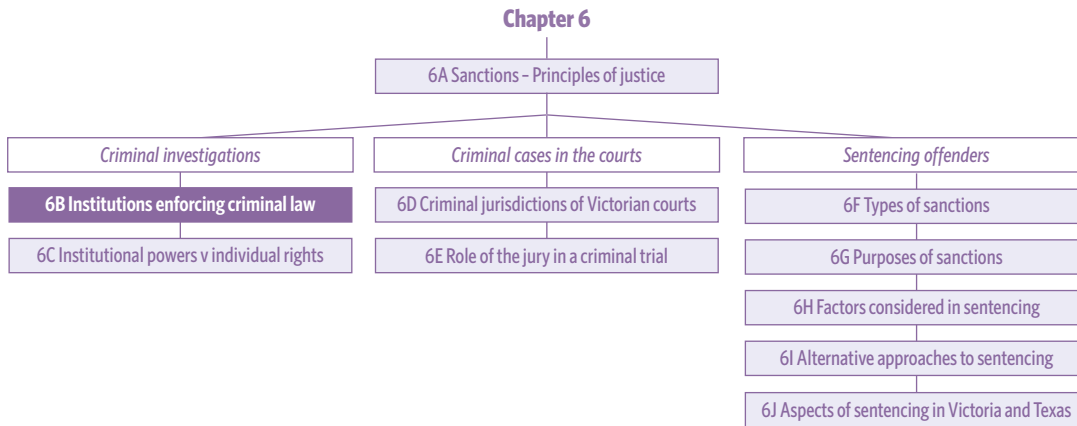 Chapter 6
6A Sanctions – Principles of justice
Criminal investigations
6B Institutions enforcing criminal law
6C Institutional powers v individual rights
Criminal cases in the courts
6D Criminal jurisdictions of Victorian courts
6E Role of the jury in a criminal trial
Sentencing offenders
6F Types of sanctions
6G Purposes of sanctions
6H Factors considered in sentencing
6I Alternative approaches to sentencing
6J Aspects of sentencing in Victoria and Texas